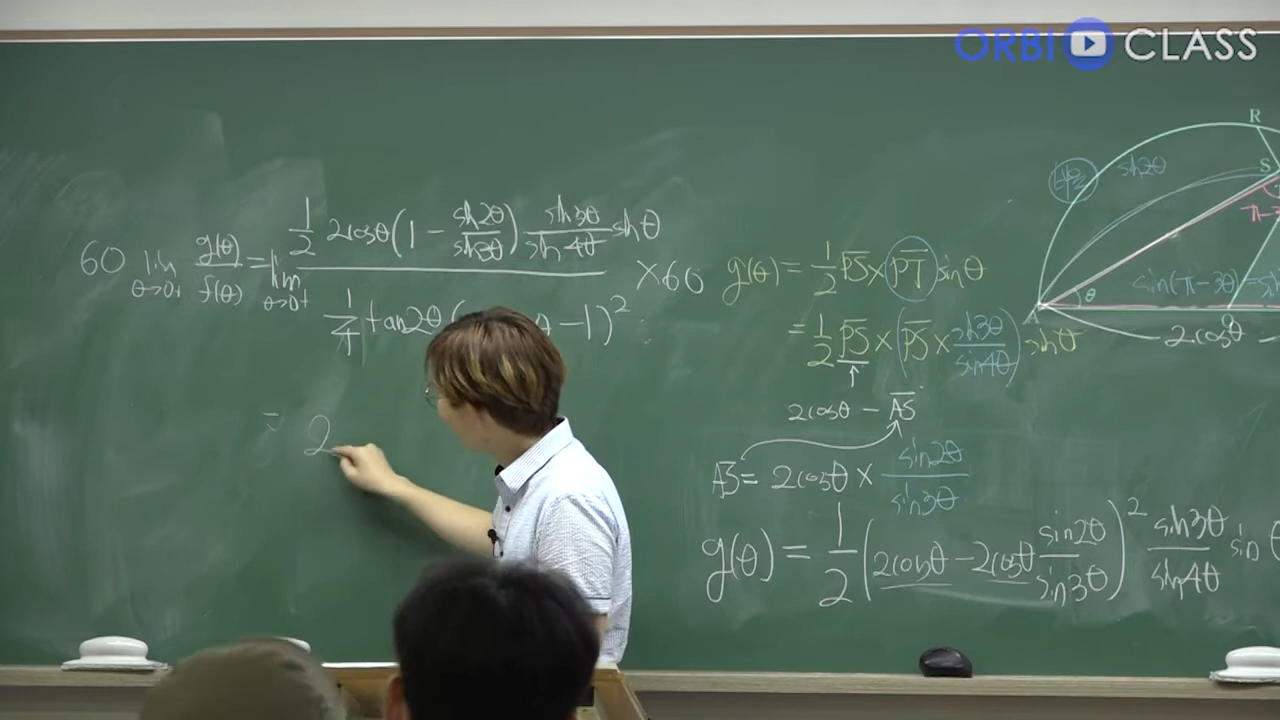 ORBI CLASS
60 lim θ→0+ g(θ)/f(θ) = lim θ→0+ 1/2 2cosθ(1 - sin2θ/sin3θ) sin3θ/sin4θ sinθ
1/4 tan2θ( θ - 1)² ×60
= 2
g(θ) = 1/2 PS × PT sinθ
= 1/2 PS × (PS × sin3θ/sin4θ) sinθ
2cosθ - AS
AS = 2cosθ × sin2θ/sin3θ
g(θ) = 1/2 (2cosθ - 2cosθ sin2θ/sin3θ)² sin3θ/sin4θ sin
R
sin2θ
S
θ
sin(π-3θ)
2cosθ